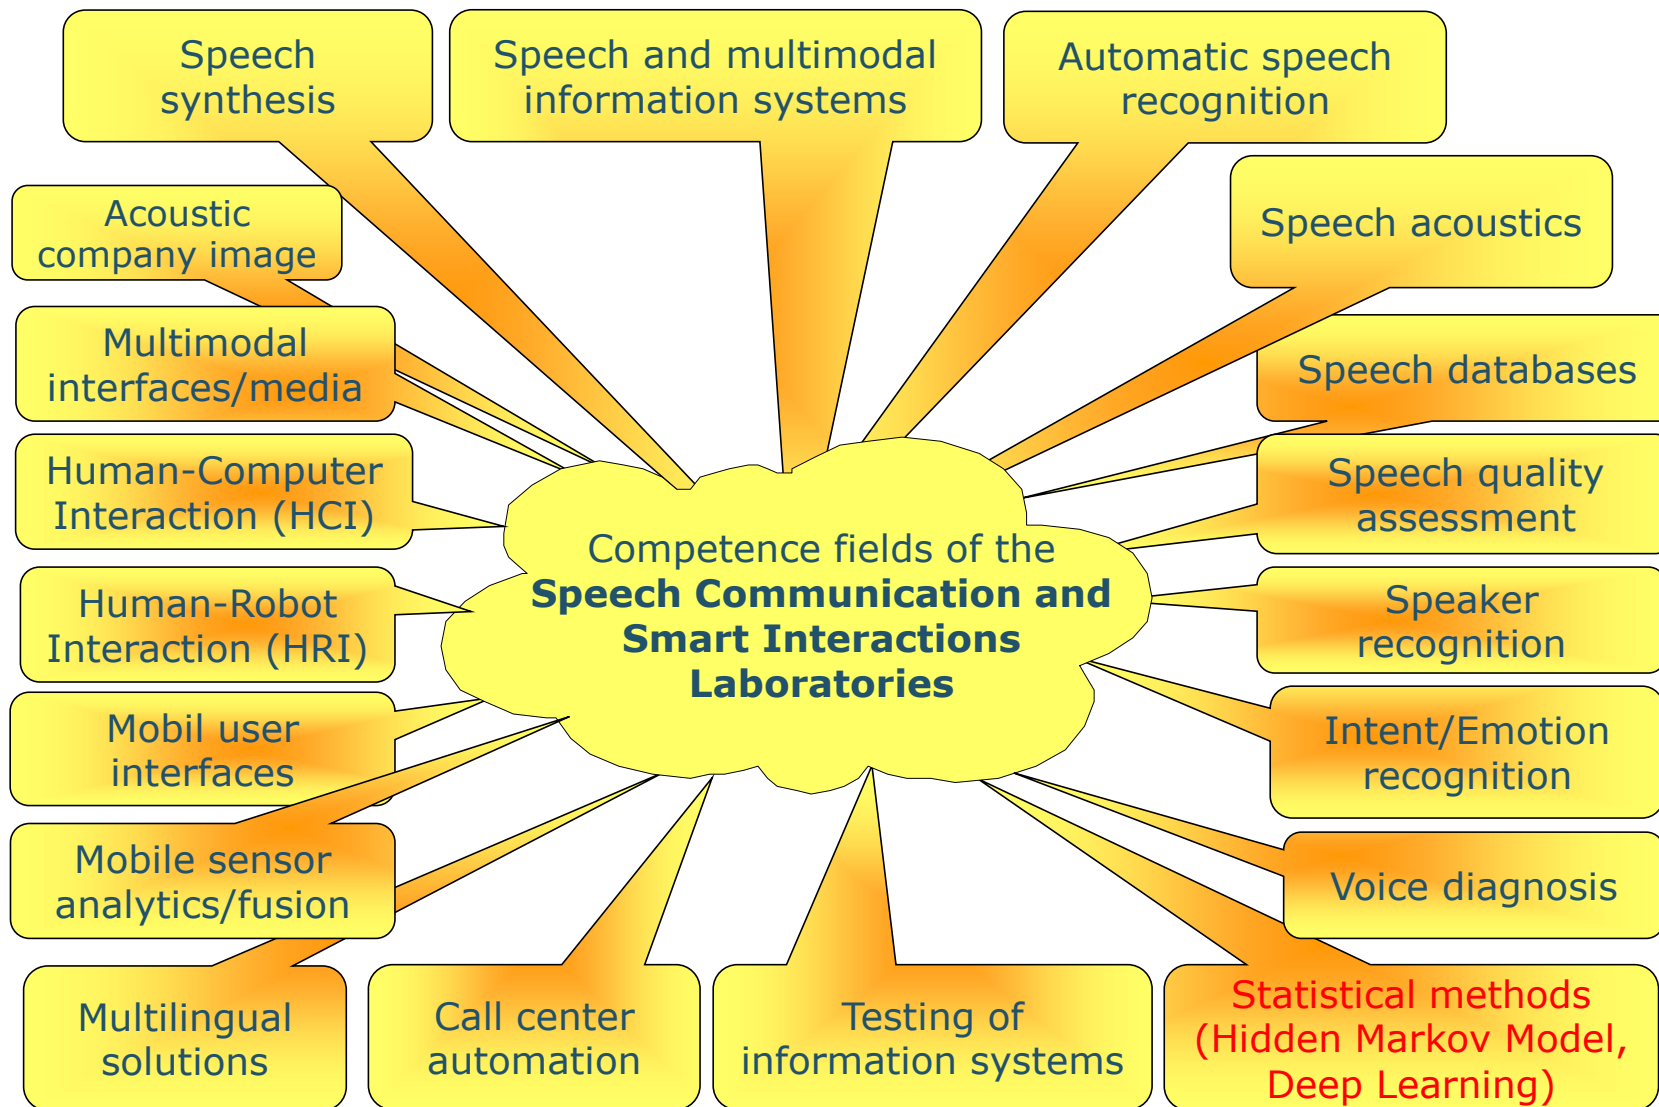 Speech
synthesis
Speech and multimodal
information systems
Automatic speech
recognition
Acoustic
company image
Speech acoustics
Multimodal
interfaces/media
Speech databases
Human-Computer
Interaction (HCI)
Speech quality
assessment
Competence fields of the
Speech Communication and
Smart Interactions
Laboratories
Human-Robot
Interaction (HRI)
Speaker
recognition
Mobil user
interfaces
Intent/Emotion
recognition
Mobile sensor
analytics/fusion
Voice diagnosis
Multilingual
solutions
Call center
automation
Testing of
information systems
Statistical methods
(Hidden Markov Model,
Deep Learning)